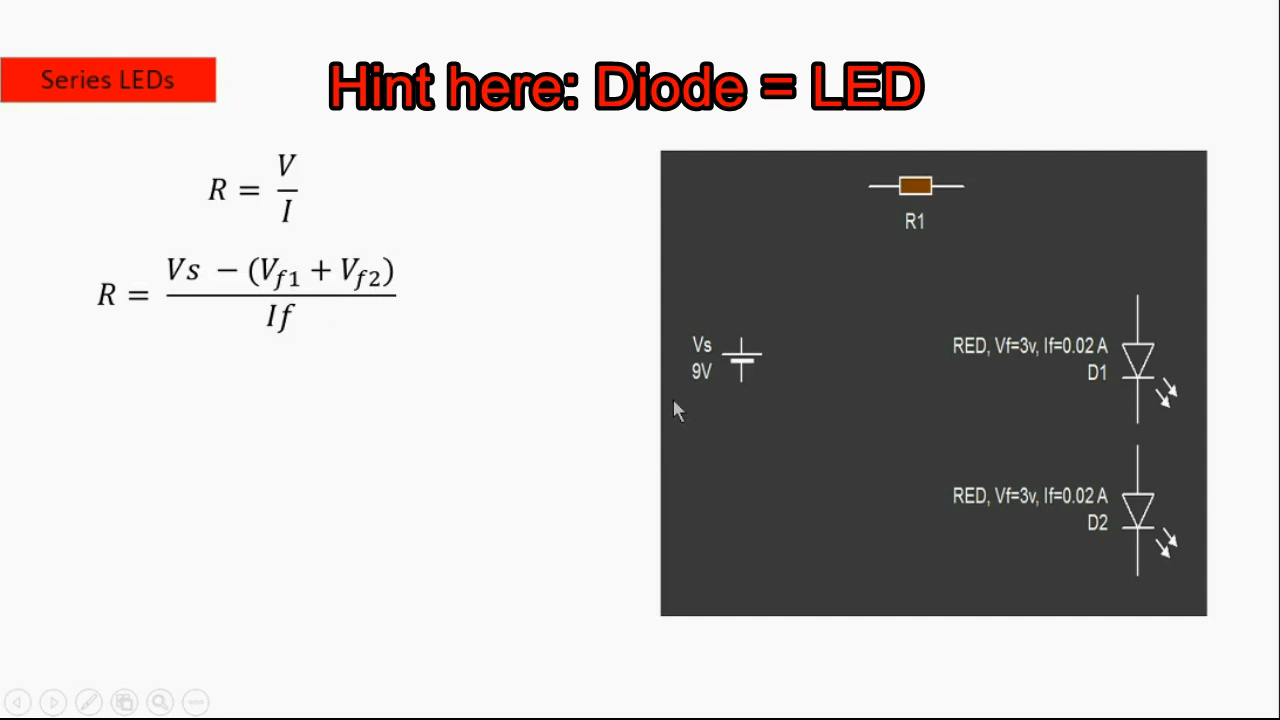 Series LEDs
Hint here: Diode = LED
R = V/I
R = Vs − (Vf1 + Vf2)/If
R1
Vs
9V
RED, Vf=3v, If=0.02 A
D1
RED, Vf=3v, If=0.02 A
D2